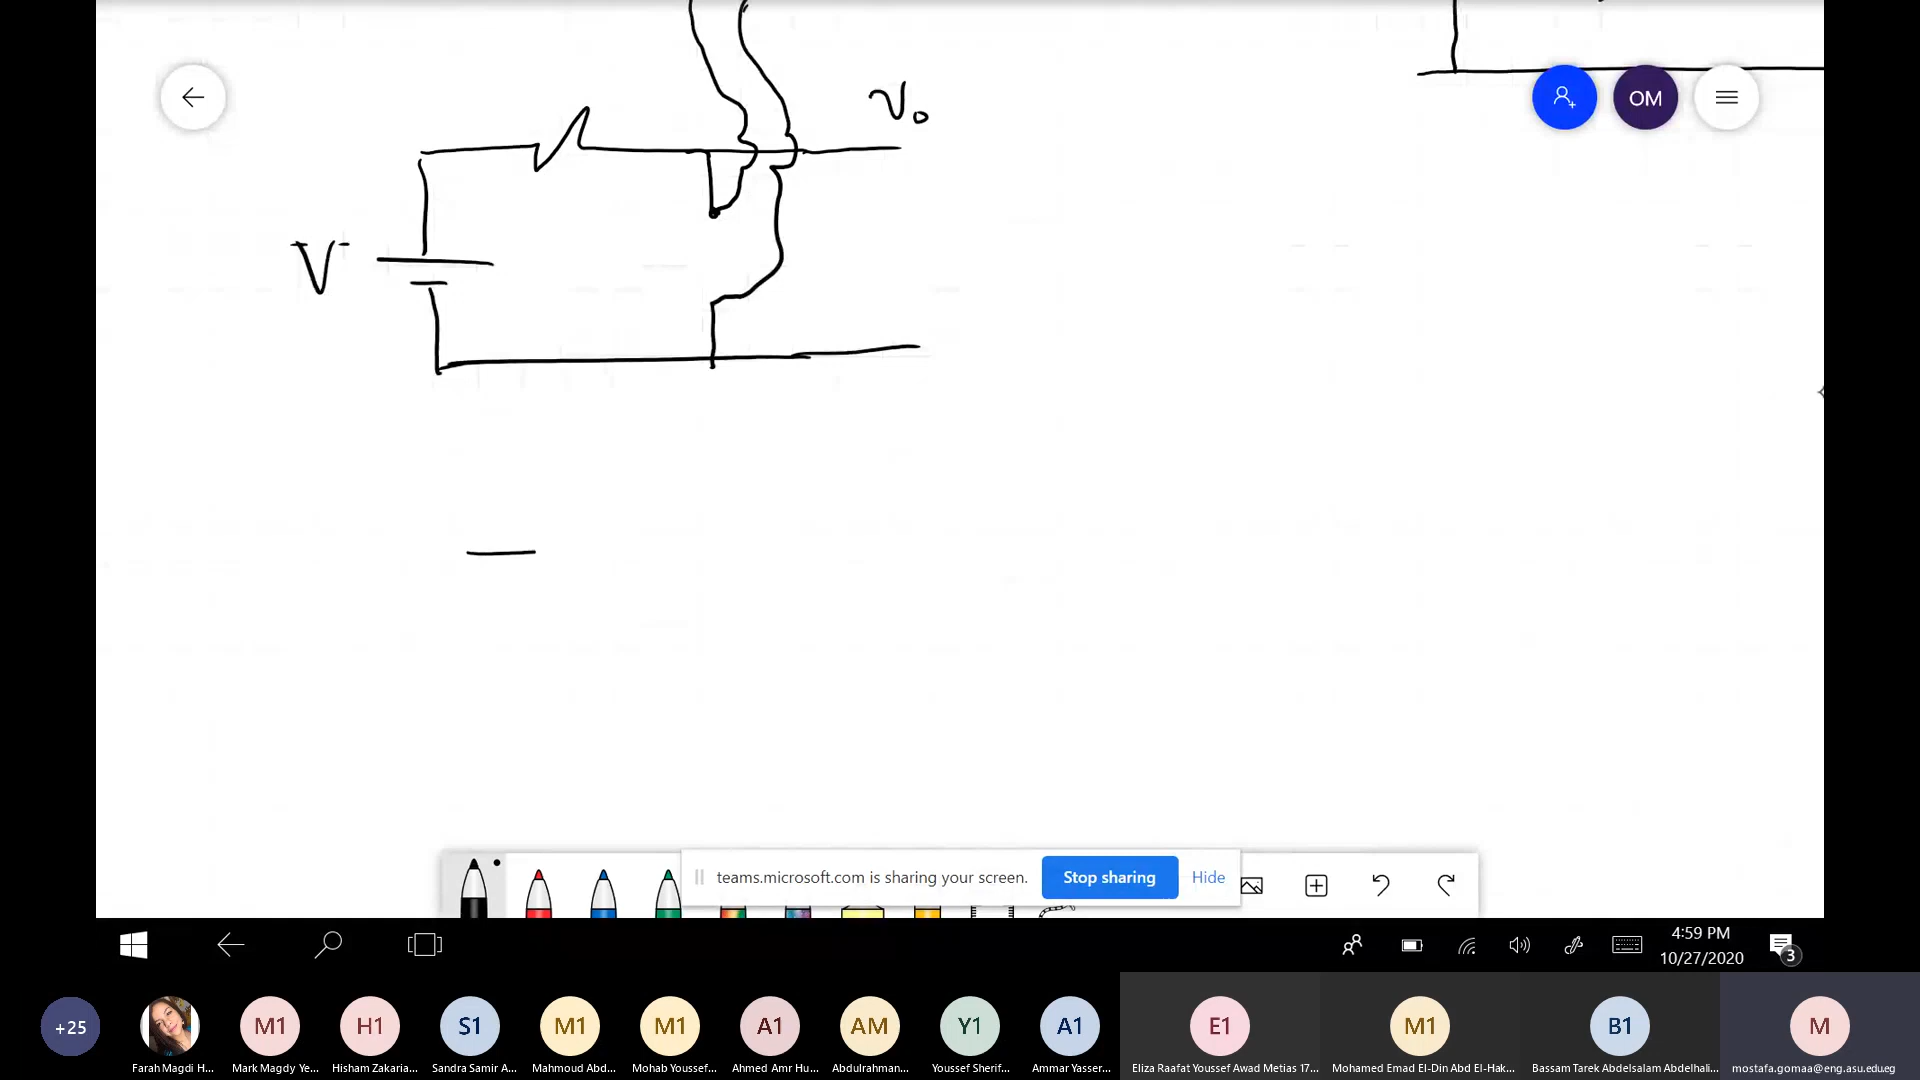 V₀
OM
V
teams.microsoft.com is sharing your screen.
Stop sharing
Hide
4:59 PM
10/27/2020
3
+25
M1
H1
S1
M1
M1
A1
AM
Y1
A1
E1
M1
B1
M
Farah Magdi H...
Mark Magdy Ye...
Hisham Zakaria...
Sandra Samir A...
Mahmoud Abd...
Mohab Youssef...
Ahmed Amr Hu...
Abdulrahman...
Youssef Sherif...
Ammar Yasser...
Eliza Raafat Youssef Awad Metias 17...
Mohamed Emad El-Din Abd El-Hak...
Bassam Tarek Abdelsalam Abdelhali...
mostafa.gomaa@eng.asu.edu.eg